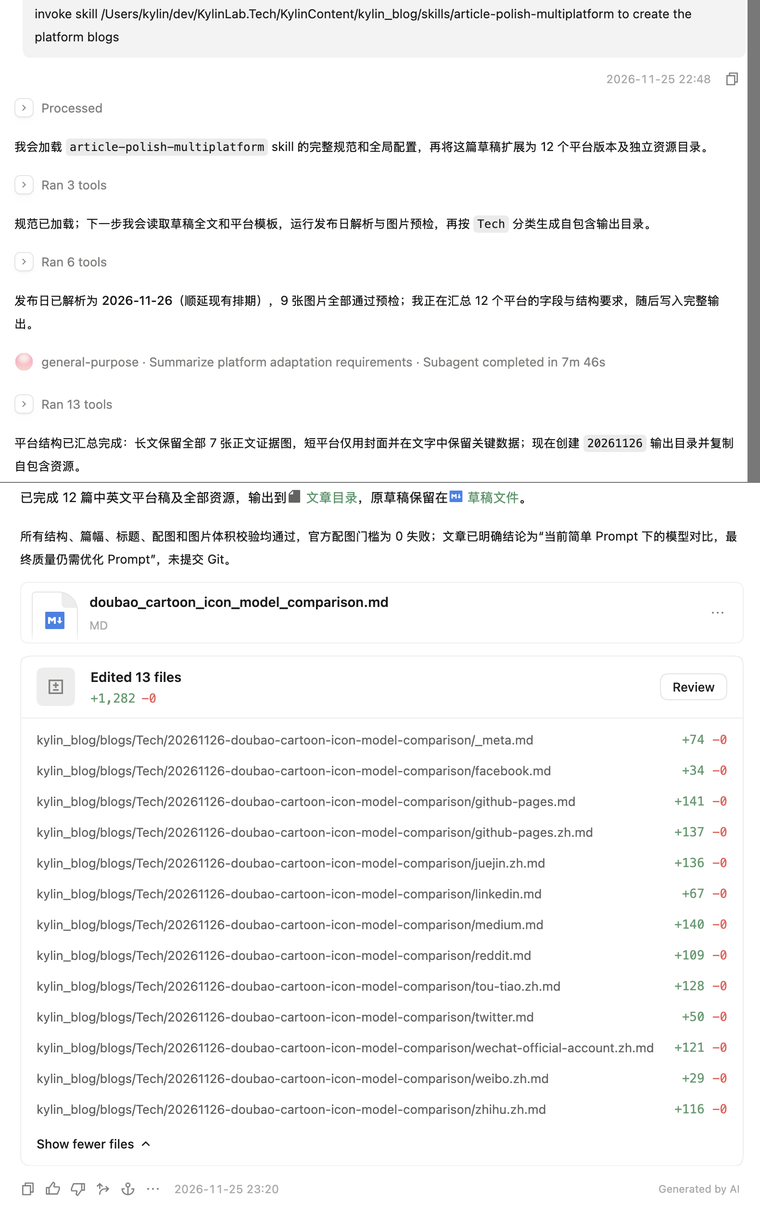 invoke skill /Users/kylin/dev/KylinLab.Tech/KylinContent/kylin_blog/skills/article-polish-multiplatform to create the
platform blogs
2026-11-25 22:48
Processed
我会加载 article-polish-multiplatform skill 的完整规范和全局配置，再将这篇草稿扩展为 12 个平台版本及独立资源目录。
Ran 3 tools
规范已加载；下一步我会读取草稿全文和平台模板，运行发布日解析与图片预检，再按 Tech 分类生成自包含输出目录。
Ran 6 tools
发布日已解析为 2026-11-26（顺延现有排期），9 张图片全部通过预检；我正在汇总 12 个平台的字段与结构要求，随后写入完整输
出。
general-purpose · Summarize platform adaptation requirements · Subagent completed in 7m 46s
Ran 13 tools
平台结构已汇总完成：长文保留全部 7 张正文证据图，短平台仅用封面并在文字中保留关键数据；现在创建 20261126 输出目录并复制
自包含资源。
已完成 12 篇中英文平台稿及全部资源，输出到 文章目录，原草稿保留在 草稿文件。
所有结构、篇幅、标题、配图和图片体积校验均通过，官方配图门槛为 0 失败；文章已明确结论为“当前简单 Prompt 下的模型对比，最
终质量仍需优化 Prompt”，未提交 Git。
doubao_cartoon_icon_model_comparison.md
MD
Edited 13 files
+1,282 -0
Review
kylin_blog/blogs/Tech/20261126-doubao-cartoon-icon-model-comparison/_meta.md +74 -0
kylin_blog/blogs/Tech/20261126-doubao-cartoon-icon-model-comparison/facebook.md +34 -0
kylin_blog/blogs/Tech/20261126-doubao-cartoon-icon-model-comparison/github-pages.md +141 -0
kylin_blog/blogs/Tech/20261126-doubao-cartoon-icon-model-comparison/github-pages.zh.md +137 -0
kylin_blog/blogs/Tech/20261126-doubao-cartoon-icon-model-comparison/juejin.zh.md +136 -0
kylin_blog/blogs/Tech/20261126-doubao-cartoon-icon-model-comparison/linkedin.md +67 -0
kylin_blog/blogs/Tech/20261126-doubao-cartoon-icon-model-comparison/medium.md +140 -0
kylin_blog/blogs/Tech/20261126-doubao-cartoon-icon-model-comparison/reddit.md +109 -0
kylin_blog/blogs/Tech/20261126-doubao-cartoon-icon-model-comparison/tou-tiao.zh.md +128 -0
kylin_blog/blogs/Tech/20261126-doubao-cartoon-icon-model-comparison/twitter.md +50 -0
kylin_blog/blogs/Tech/20261126-doubao-cartoon-icon-model-comparison/wechat-official-account.zh.md +121 -0
kylin_blog/blogs/Tech/20261126-doubao-cartoon-icon-model-comparison/weibo.zh.md +29 -0
kylin_blog/blogs/Tech/20261126-doubao-cartoon-icon-model-comparison/zhihu.zh.md +116 -0
Show fewer files
2026-11-25 23:20
Generated by AI